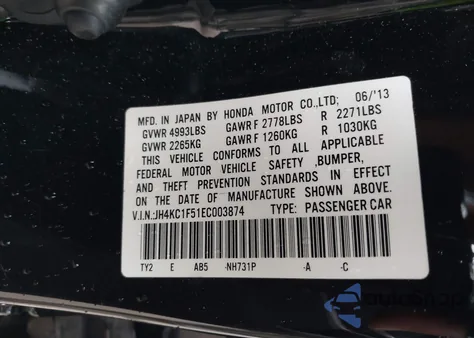 MFD. IN JAPAN BY HONDA MOTOR CO.,LTD; 06/'13
GVWR 4993LBS GAWR F 2778LBS R 2271LBS
GVWR 2265KG GAWR F 1260KG R 1030KG
THIS VEHICLE CONFORMS TO ALL APPLICABLE
FEDERAL MOTOR VEHICLE SAFETY ,BUMPER,
AND THEFT PREVENTION STANDARDS IN EFFECT
ON THE DATE OF MANUFACTURE SHOWN ABOVE.
V.I.N.:JH4KC1F51EC003874 TYPE: PASSENGER CAR
TY2 E AB5 -NH731P -A -C